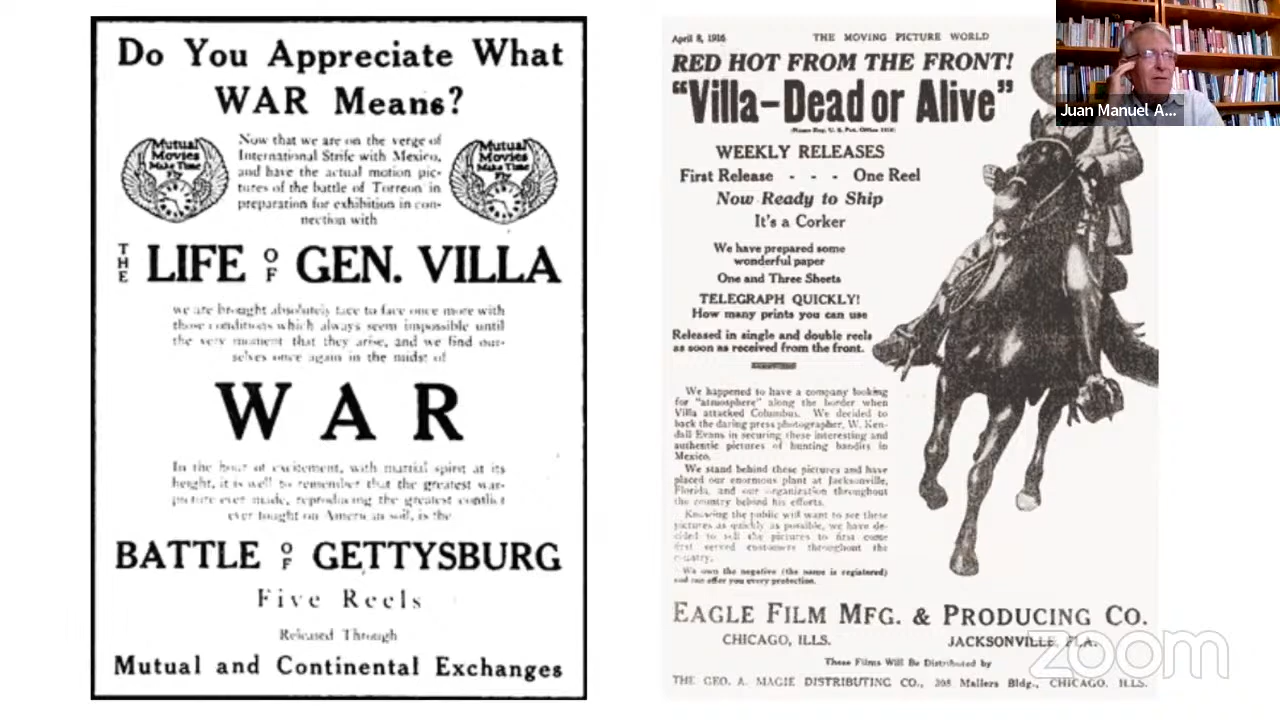 Do You Appreciate What
WAR Means?
Mutual
Movies
Make Time
Fly
Now that we are on the verge of
International Strife with Mexico,
and have the actual motion pic-
tures of the battle of Torreon in
preparation for exhibition in con-
nection with
Mutual
Movies
Make Time
Fly
THE LIFE OF GEN. VILLA
we are brought absolutely face to face once more with
those conditions which always seem impossible until
the very moment that they arise, and we find our-
selves once again in the midst of
WAR
In the hour of excitement, with martial spirit at its
height, it is well to remember that the greatest war-
picture ever made, reproducing the greatest conflict
ever fought on American soil, is the
BATTLE OF GETTYSBURG
Five Reels
Released Through
Mutual and Continental Exchanges
April 8, 1916 THE MOVING PICTURE WORLD
RED HOT FROM THE FRONT!
"Villa–Dead or Alive"
(Name Reg. U. S. Pat. Office 1916)
WEEKLY RELEASES
First Release - - - One Reel
Now Ready to Ship
It's a Corker
We have prepared some
wonderful paper
One and Three Sheets
TELEGRAPH QUICKLY!
How many prints you can use
Released in single and double reels
as soon as received from the front.
We happened to have a company looking
for "atmosphere" along the border when
Villa attacked Columbus. We decided to
back the daring press photographer, W. Ken-
dall Evans in securing these interesting and
authentic pictures of hunting bandits in
Mexico.
We stand behind these pictures and have
placed our enormous plant at Jacksonville,
Florida, and our organization throughout
the country behind his efforts.
Knowing the public will want to see these
pictures as quickly as possible, we have de-
cided to sell the pictures to first come
first served customers throughout the
country.
We own the negative (the name is registered)
and can offer you every protection.
EAGLE FILM MFG. & PRODUCING CO.
CHICAGO, ILLS. JACKSONVILLE, FLA.
These Films Will Be Distributed by
THE GEO. A. MAGIE DISTRIBUTING CO., 205 Mallers Bldg., CHICAGO, ILLS.
Juan Manuel A...
zoom